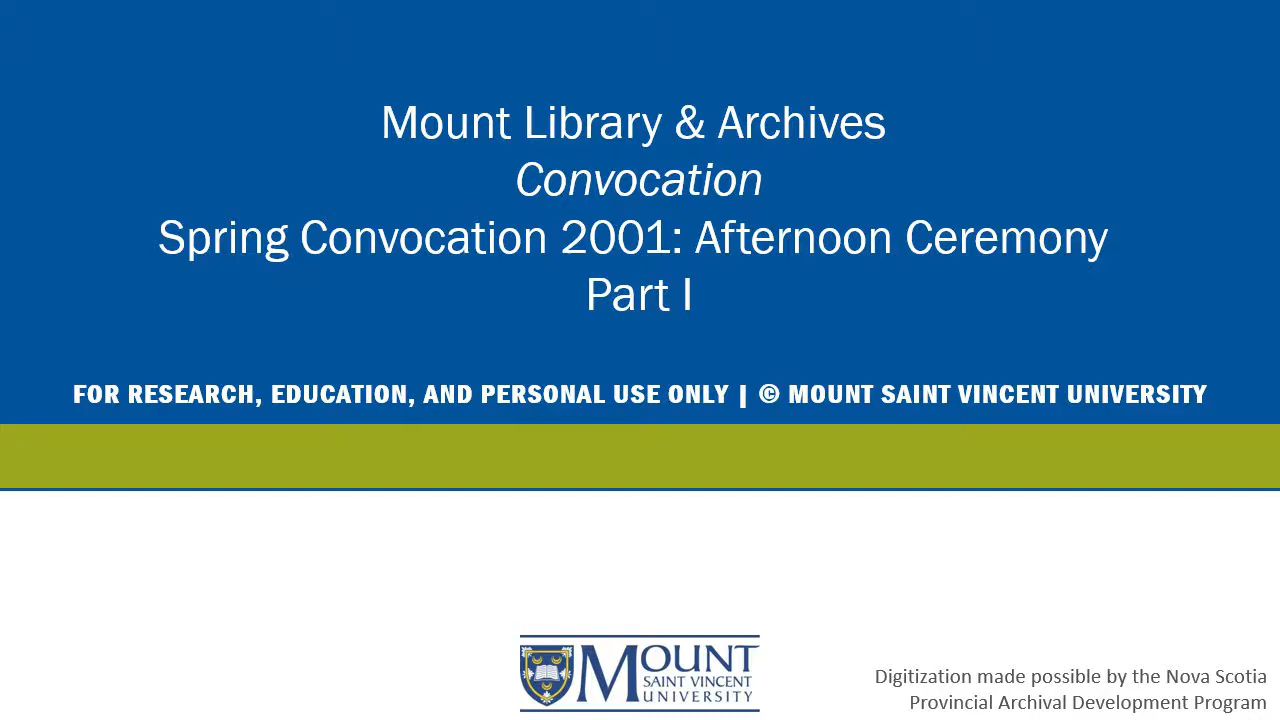 Mount Library & Archives
Convocation
Spring Convocation 2001: Afternoon Ceremony
Part I
FOR RESEARCH, EDUCATION, AND PERSONAL USE ONLY | © MOUNT SAINT VINCENT UNIVERSITY
MOUNT
SAINT VINCENT
UNIVERSITY
Digitization made possible by the Nova Scotia
Provincial Archival Development Program